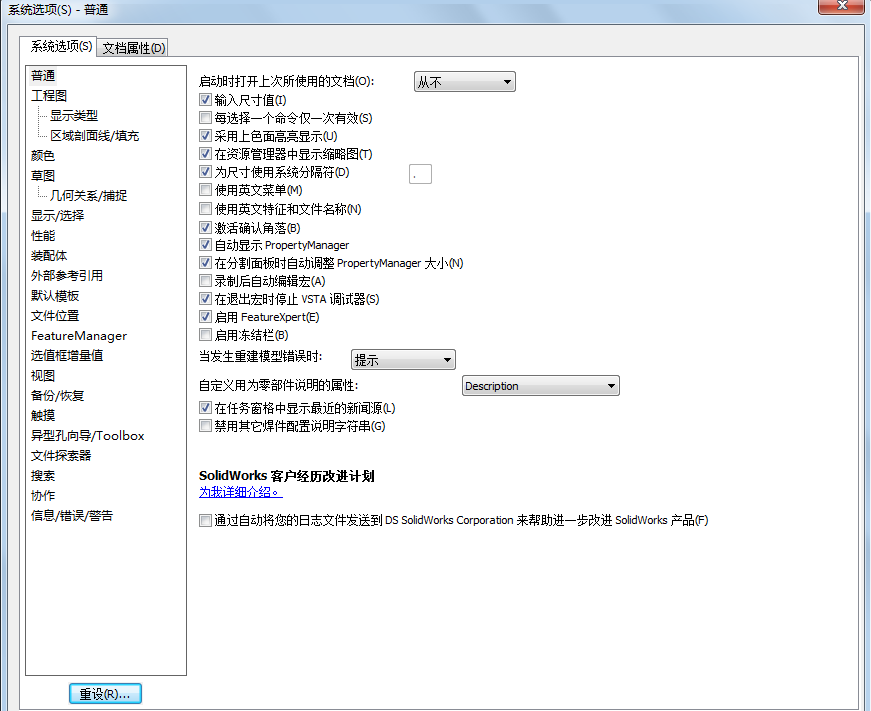 系统选项(S) - 普通
系统选项(S) 文档属性(D)
普通
工程图
显示类型
区域剖面线/填充
颜色
草图
几何关系/捕捉
显示/选择
性能
装配体
外部参考引用
默认模板
文件位置
FeatureManager
选值框增量值
视图
备份/恢复
触摸
异型孔向导/Toolbox
文件探索器
搜索
协作
信息/错误/警告
重设(R)...
启动时打开上次所使用的文档(O): 从不
输入尺寸值(I)
每选择一个命令仅一次有效(S)
采用上色面高亮显示(U)
在资源管理器中显示缩略图(T)
为尺寸使用系统分隔符(D) .
使用英文菜单(M)
使用英文特征和文件名称(N)
激活确认角落(B)
自动显示 PropertyManager
在分割面板时自动调整 PropertyManager 大小(N)
录制后自动编辑宏(A)
在退出宏时停止 VSTA 调试器(S)
启用 FeatureXpert(E)
启用冻结栏(B)
当发生重建模型错误时: 提示
自定义用为零部件说明的属性: Description
在任务窗格中显示最近的新闻源(L)
禁用其它焊件配置说明字符串(G)
SolidWorks 客户经历改进计划
为我详细介绍。
通过自动将您的日志文件发送到 DS SolidWorks Corporation 来帮助进一步改进 SolidWorks 产品(F)